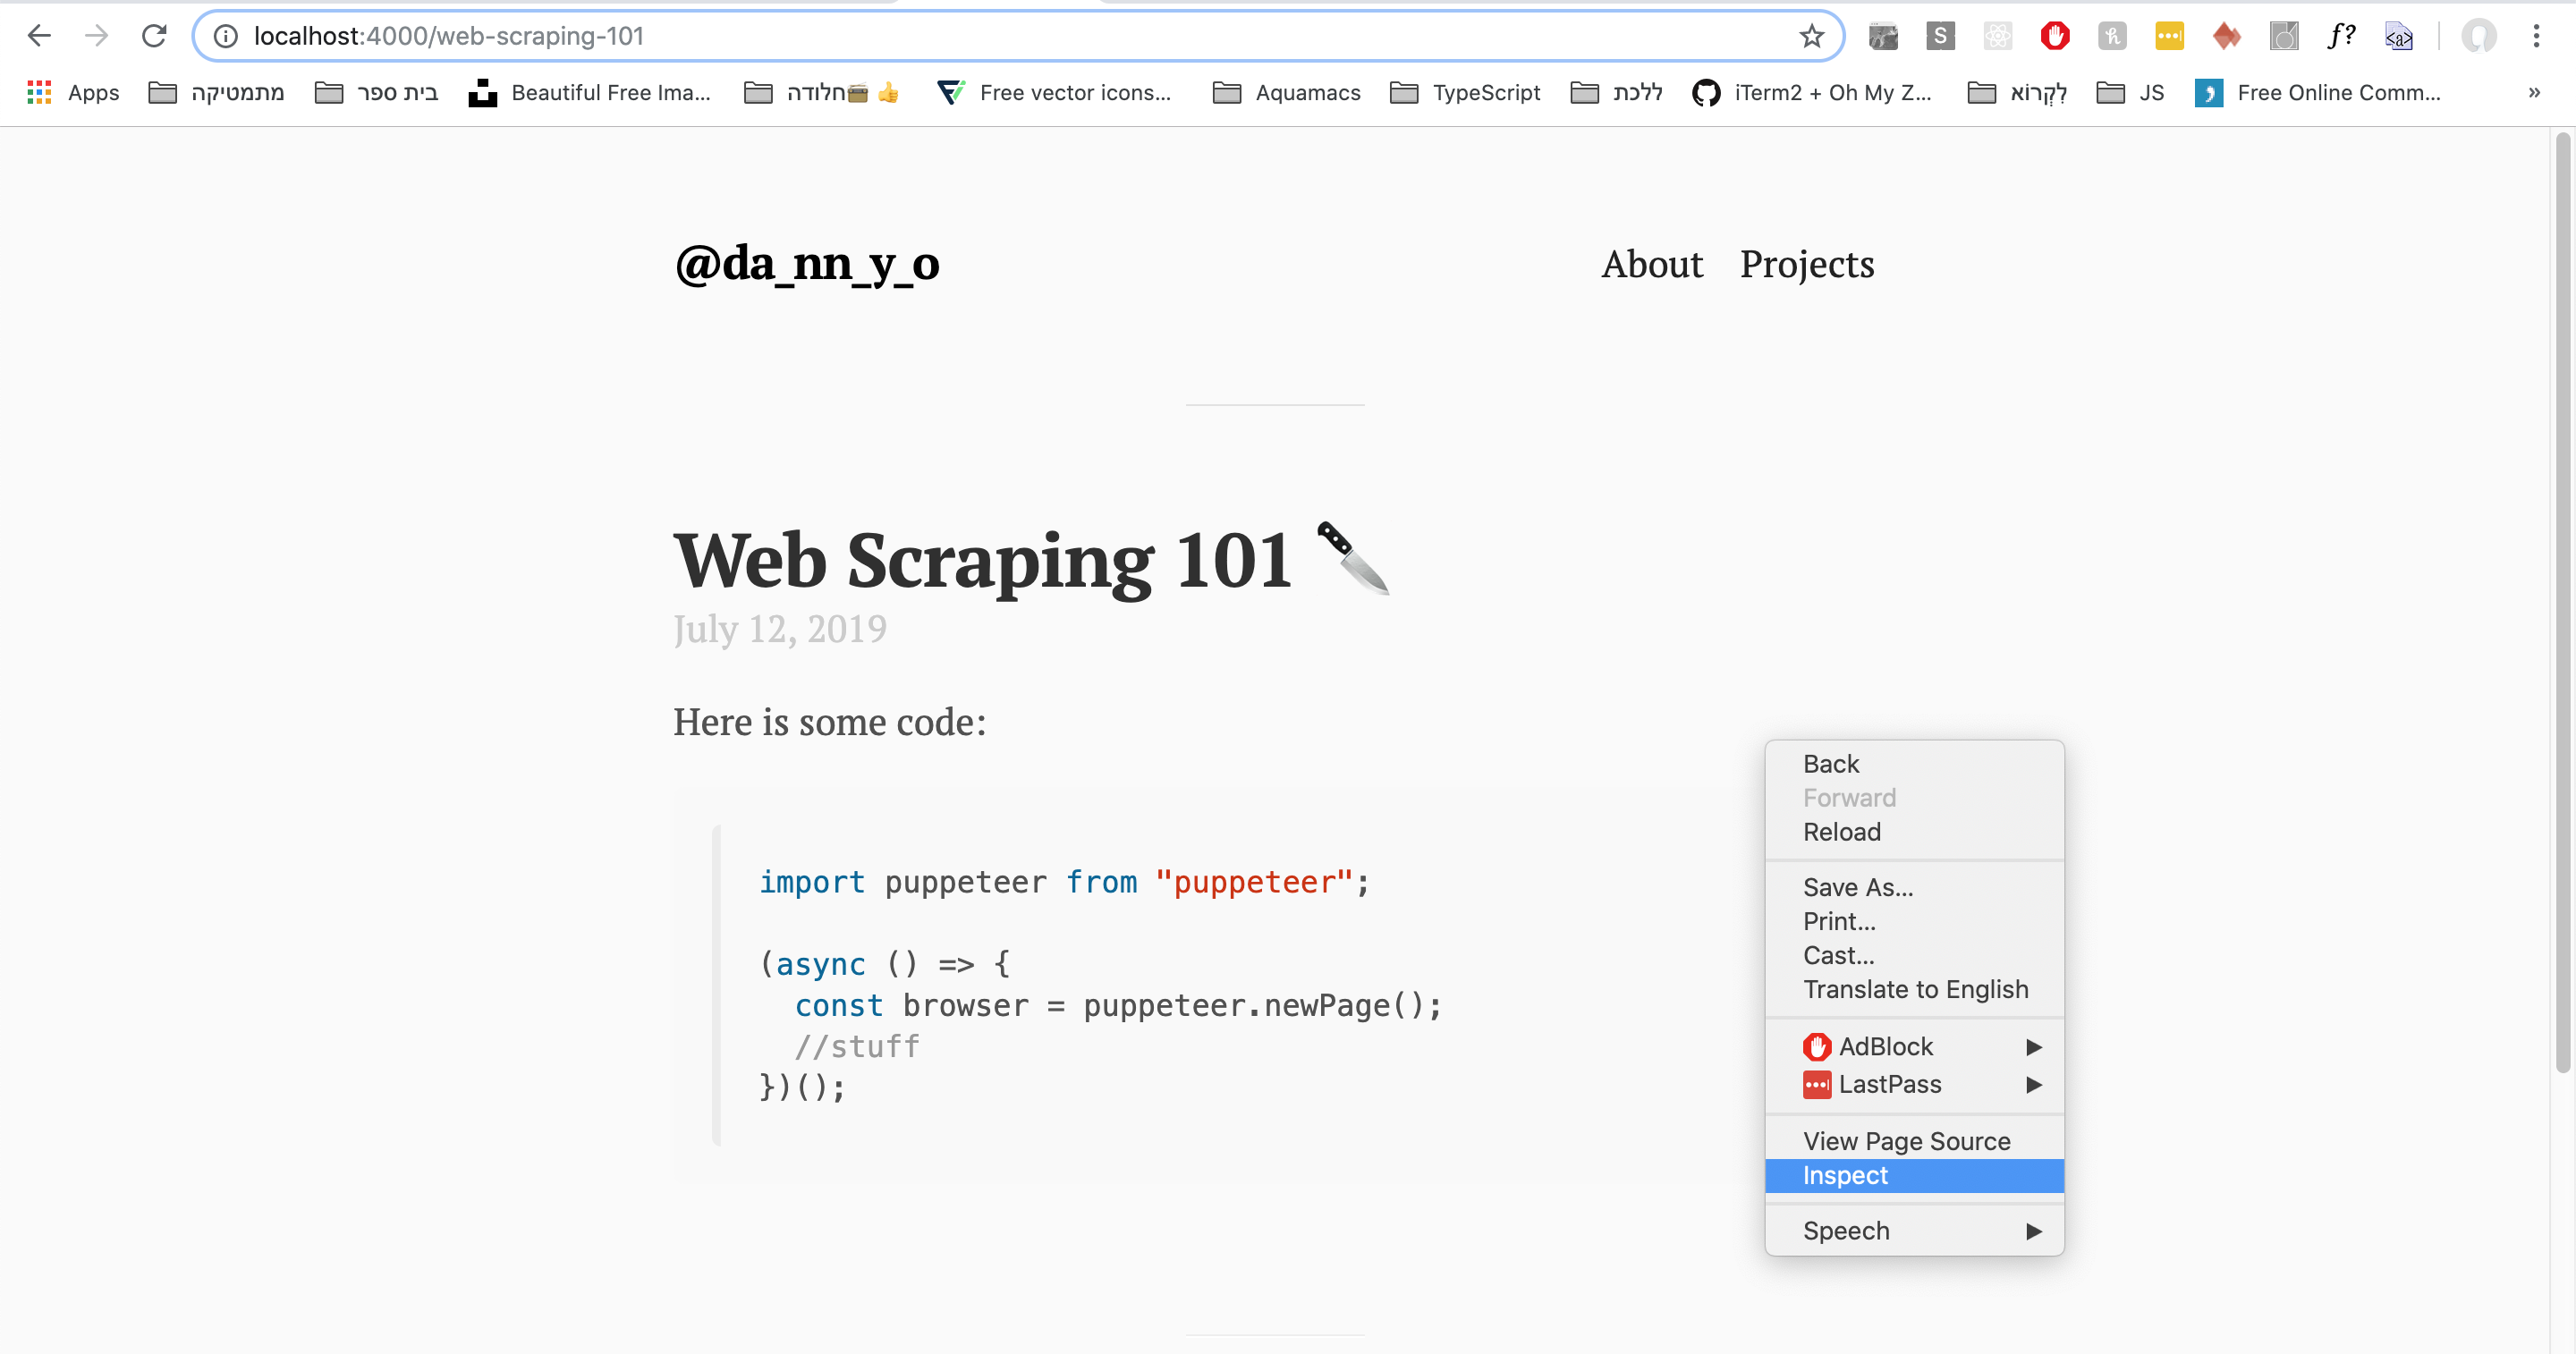 localhost:4000/web-scraping-101
S
f?
<a>
Apps מתמטיקה בית ספר Beautiful Free Ima... חלודה👍 Free vector icons... Aquamacs TypeScript ללכת iTerm2 + Oh My Z... לִקְרוֹא JS Free Online Comm... »
@da_nn_y_o
About Projects
Web Scraping 101 🔪
July 12, 2019
Here is some code:
import puppeteer from "puppeteer";
(async () => {
  const browser = puppeteer.newPage();
  //stuff
})();
Back
Forward
Reload
Save As...
Print...
Cast...
Translate to English
AdBlock
LastPass
View Page Source
Inspect
Speech